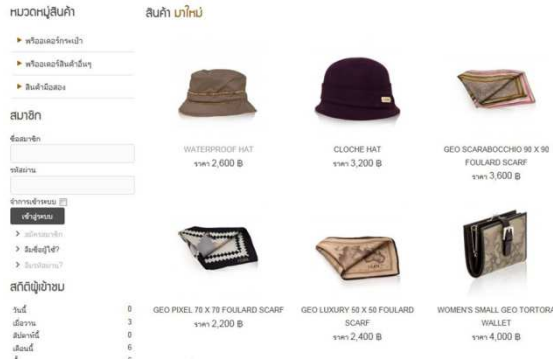 หมวดหมู่สินค้า
พรีออเดอร์กระเป๋า
พรีออเดอร์สินค้าอื่นๆ
สินค้ามือสอง
สมาชิก
ชื่อสมาชิก
รหัสผ่าน
จำการเข้าระบบ
เข้าสู่ระบบ
สมัครสมาชิก
ลืมชื่อผู้ใช้?
ลืมรหัสผ่าน?
สถิติผู้เข้าชม
วันนี้ 0
เมื่อวาน 3
สัปดาห์นี้ 0
เดือนนี้ 6
สินค้า มาใหม่
WATERPROOF HAT
ราคา 2,600 ฿
CLOCHE HAT
ราคา 3,200 ฿
GEO SCARABOCCHIO 90 X 90
FOULARD SCARF
ราคา 3,600 ฿
GEO PIXEL 70 X 70 FOULARD SCARF
ราคา 2,200 ฿
GEO LUXURY 50 X 50 FOULARD
SCARF
ราคา 2,400 ฿
WOMEN'S SMALL GEO TORTORA
WALLET
ราคา 4,000 ฿